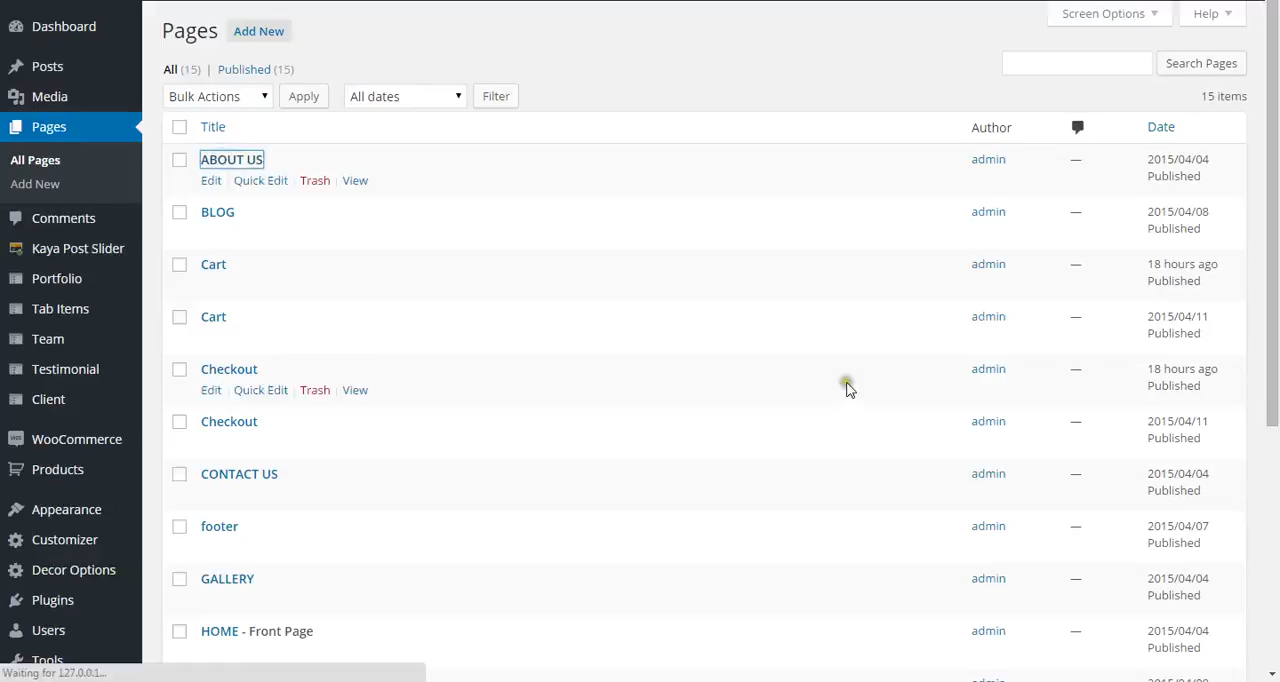 Dashboard
Posts
Media
Pages
All Pages
Add New
Comments
Kaya Post Slider
Portfolio
Tab Items
Team
Testimonial
Client
WooCommerce
Products
Appearance
Customizer
Decor Options
Plugins
Users
Tools
Waiting for 127.0.0.1...
Screen Options Help
Pages Add New
All (15) | Published (15)
Search Pages
Bulk Actions Apply All dates Filter 15 items
Title Author Date
ABOUT US admin — 2015/04/04
Edit | Quick Edit | Trash | View Published
BLOG admin — 2015/04/08
Published
Cart admin — 18 hours ago
Published
Cart admin — 2015/04/11
Published
Checkout admin — 18 hours ago
Edit | Quick Edit | Trash | View Published
Checkout admin — 2015/04/11
Published
CONTACT US admin — 2015/04/04
Published
footer admin — 2015/04/07
Published
GALLERY admin — 2015/04/04
Published
HOME - Front Page admin — 2015/04/04
Published